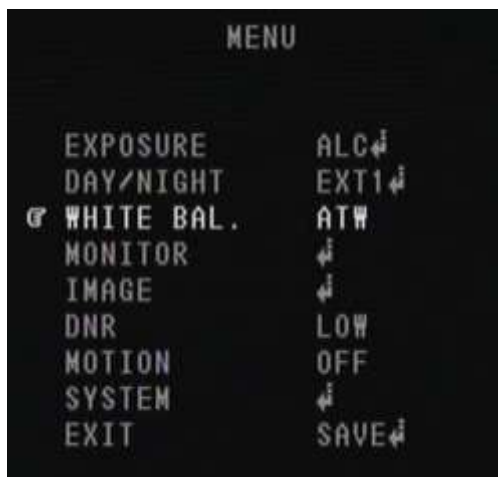 MENU
EXPOSURE ALC↲
DAY/NIGHT EXT1↲
☞ WHITE BAL. ATW
MONITOR ↲
IMAGE ↲
DNR LOW
MOTION OFF
SYSTEM ↲
EXIT SAVE↲